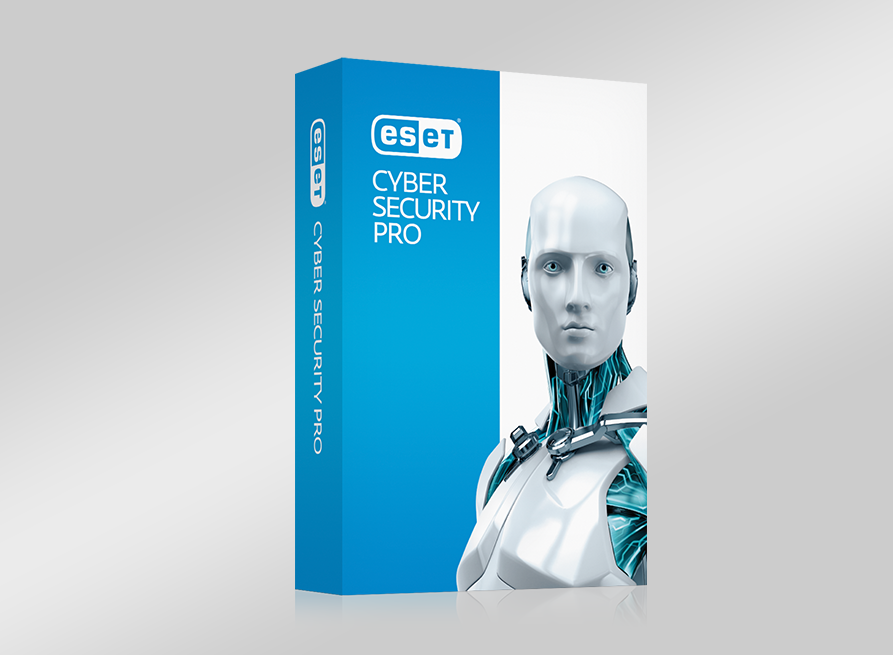 eset
CYBER SECURITY PRO
eset®
CYBER
SECURITY
PRO